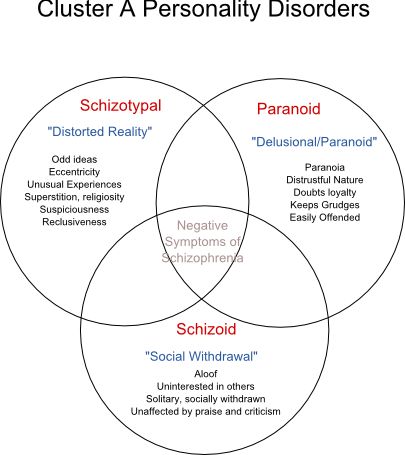 Cluster A Personality Disorders
Schizotypal
"Distorted Reality"
Odd ideas
Eccentricity
Unusual Experiences
Superstition, religiosity
Suspiciousness
Reclusiveness
Paranoid
"Delusional/Paranoid"
Paranoia
Distrustful Nature
Doubts loyalty
Keeps Grudges
Easily Offended
Negative
Symptoms of
Schizophrenia
Schizoid
"Social Withdrawal"
Aloof
Uninterested in others
Solitary, socially withdrawn
Unaffected by praise and criticism